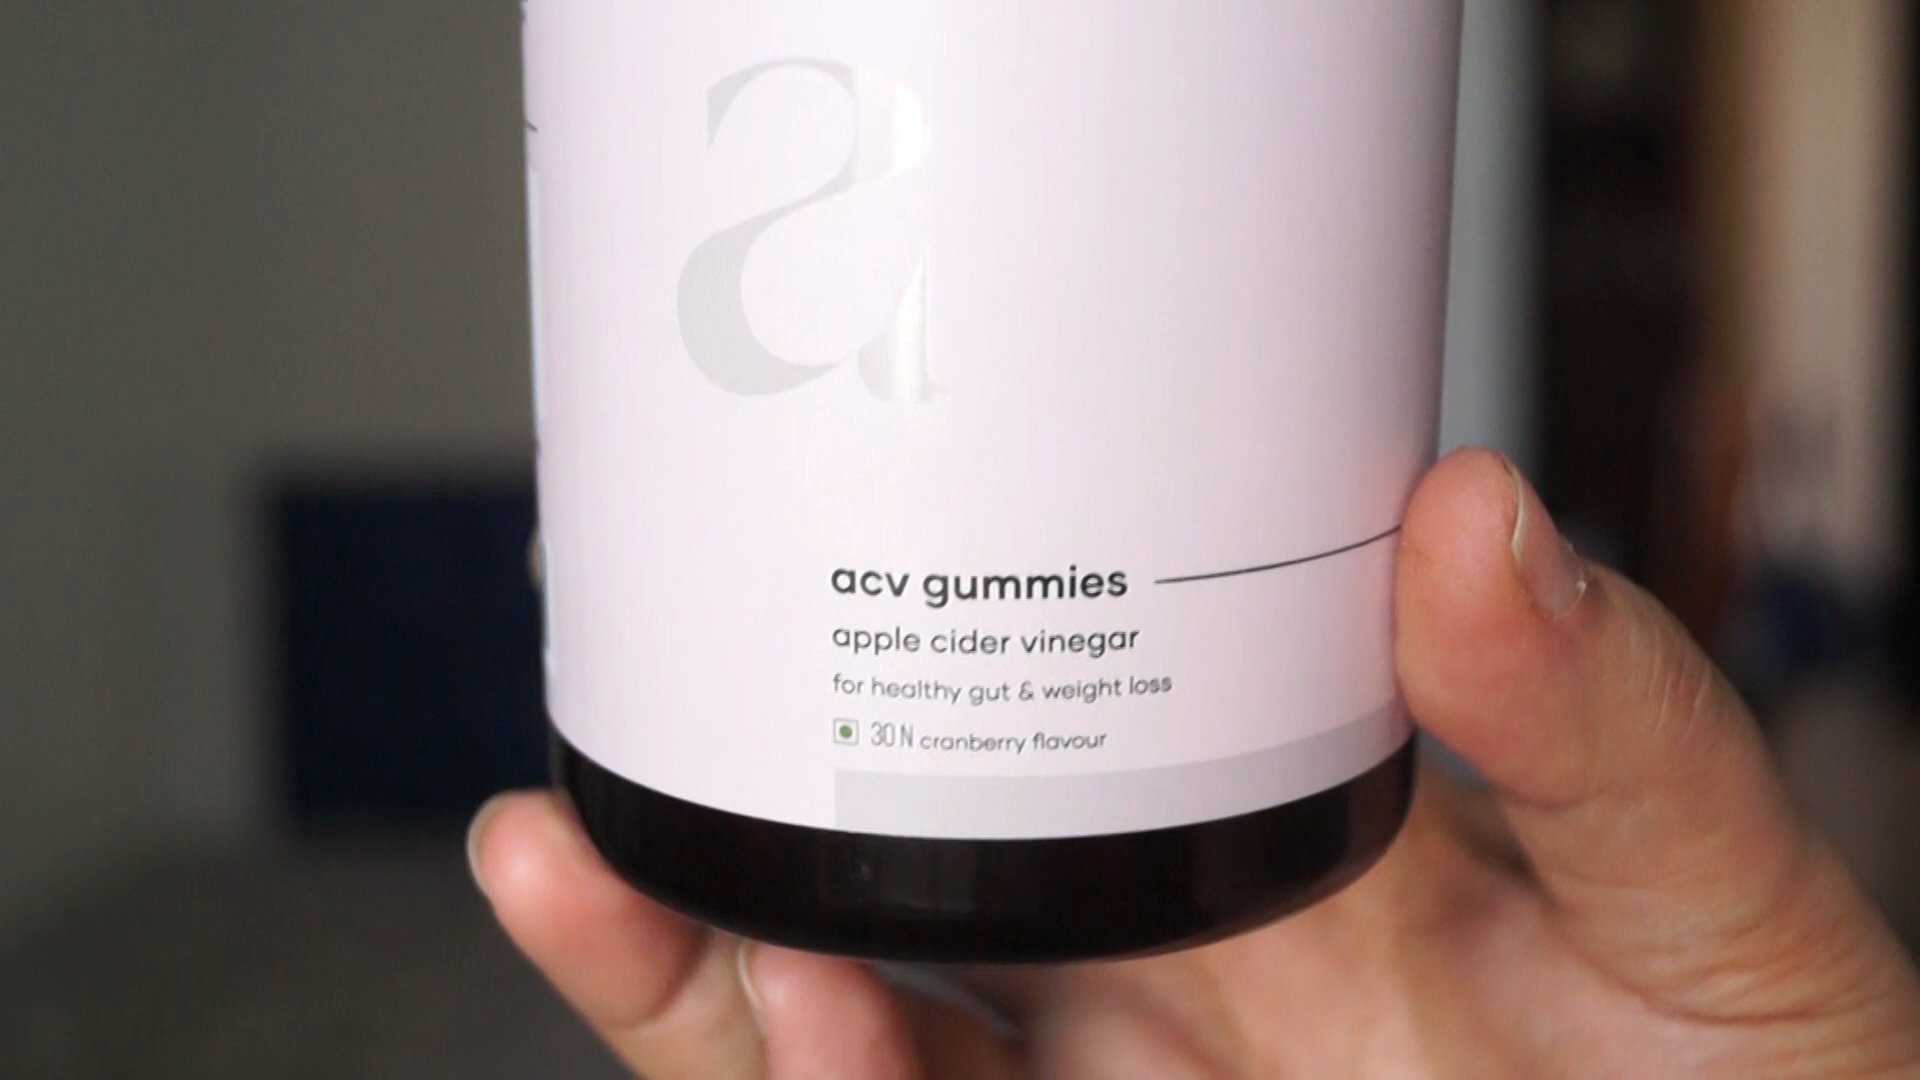 a
acv gummies
apple cider vinegar
for healthy gut & weight loss
30 N cranberry flavour